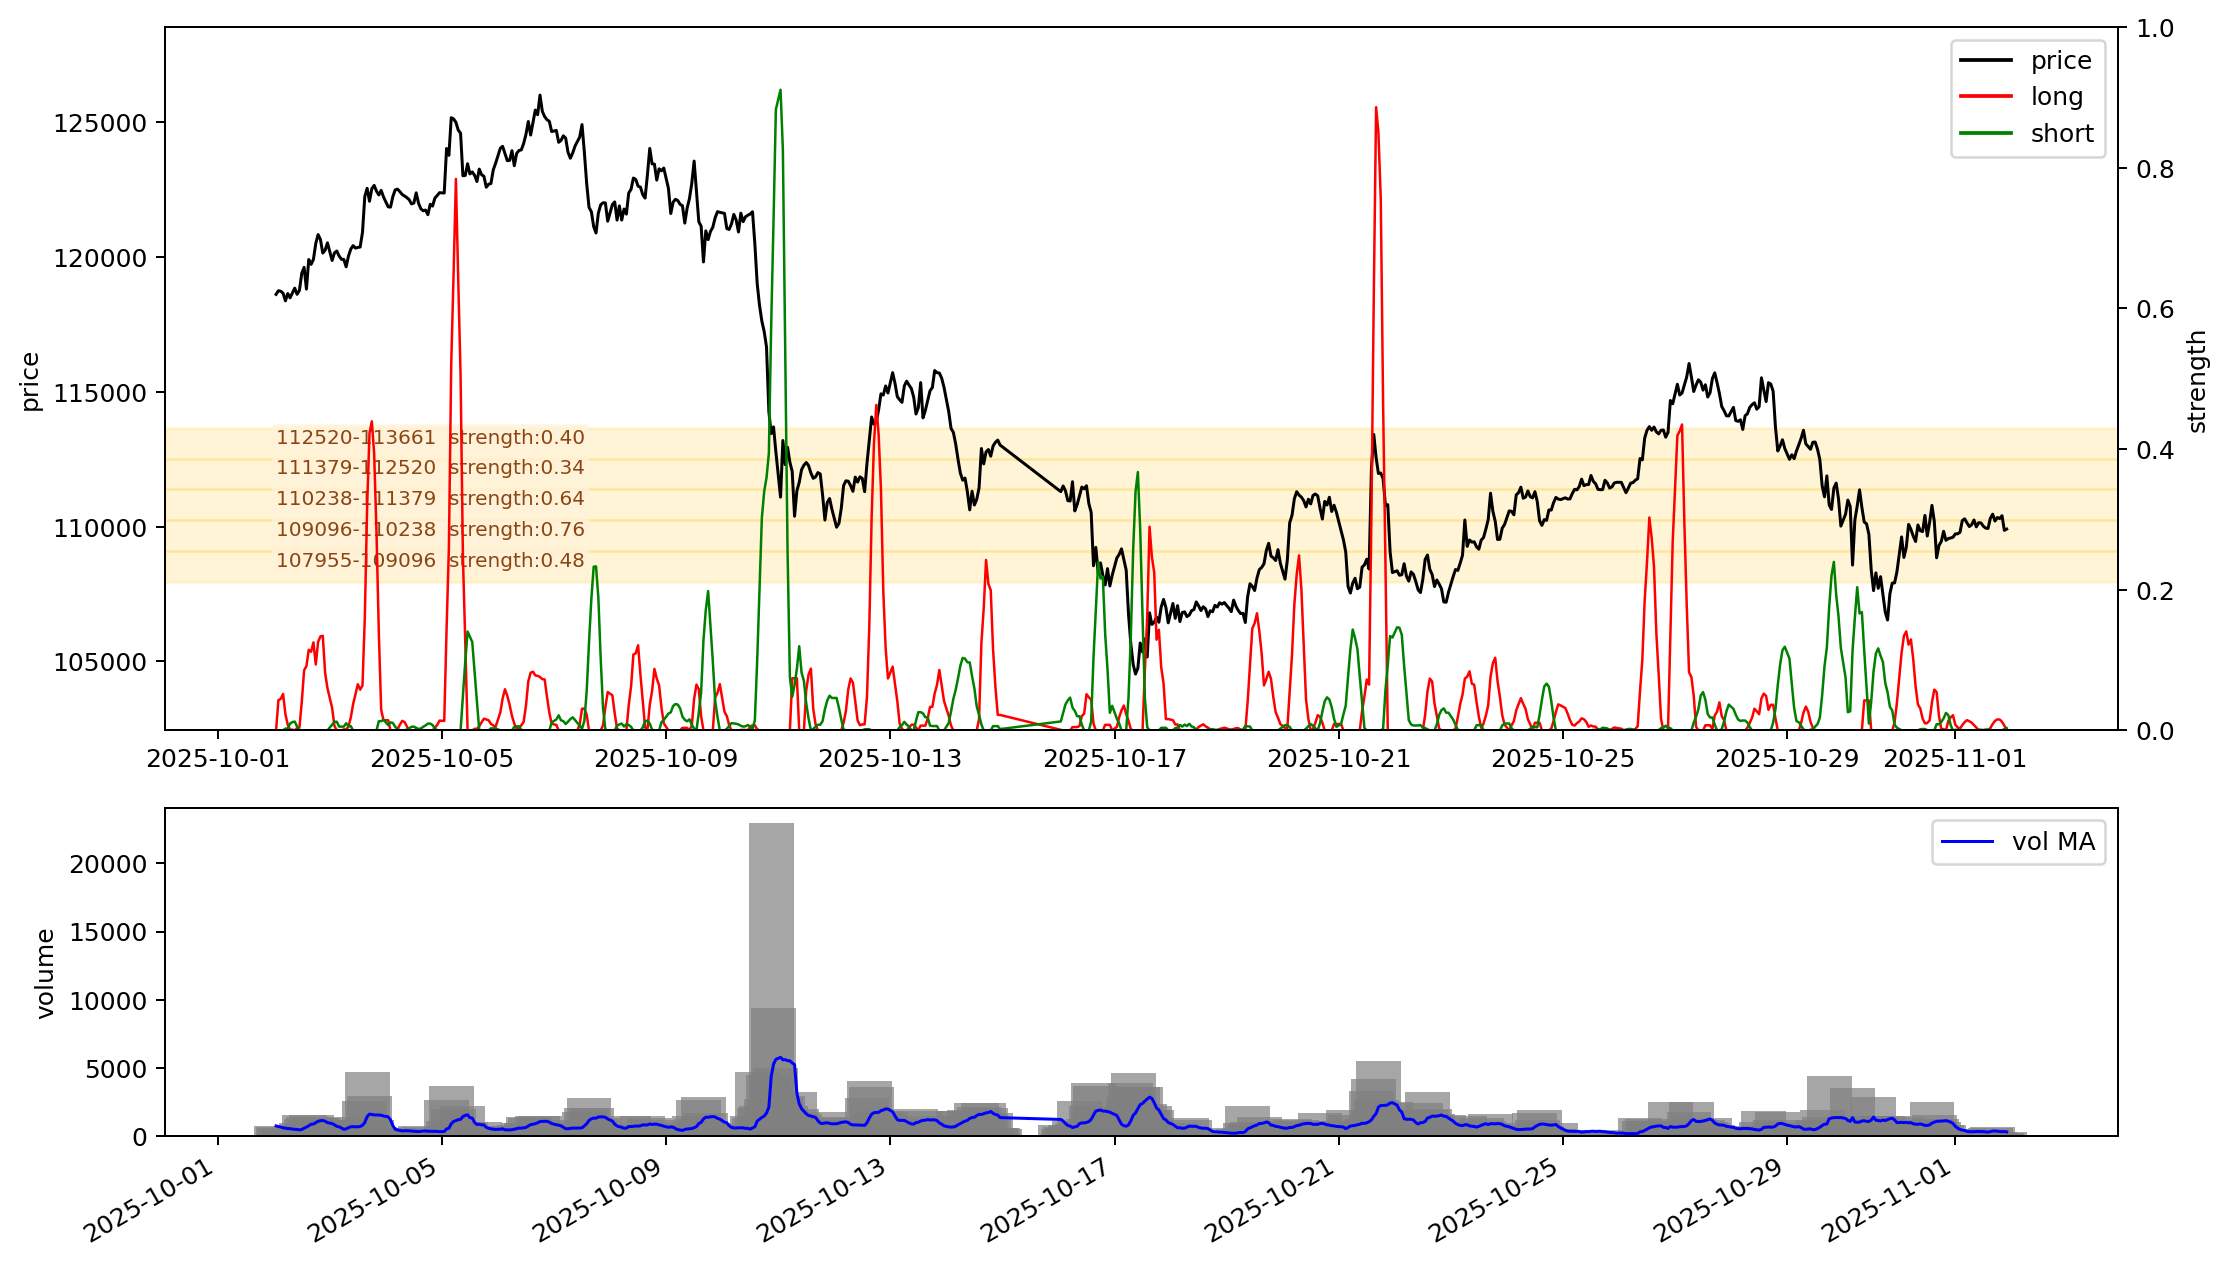 1.0
price
long
short
125000
0.8
120000
0.6
price
115000
strength
112520-113661 strength:0.40
0.4
111379-112520 strength:0.34
110238-111379 strength:0.64
110000
109096-110238 strength:0.76
107955-109096 strength:0.48
0.2
105000
0.0
2025-10-01 2025-10-05 2025-10-09 2025-10-13 2025-10-17 2025-10-21 2025-10-25 2025-10-29 2025-11-01
vol MA
20000
15000
volume
10000
5000
0
2025-10-01 2025-10-05 2025-10-09 2025-10-13 2025-10-17 2025-10-21 2025-10-25 2025-10-29 2025-11-01